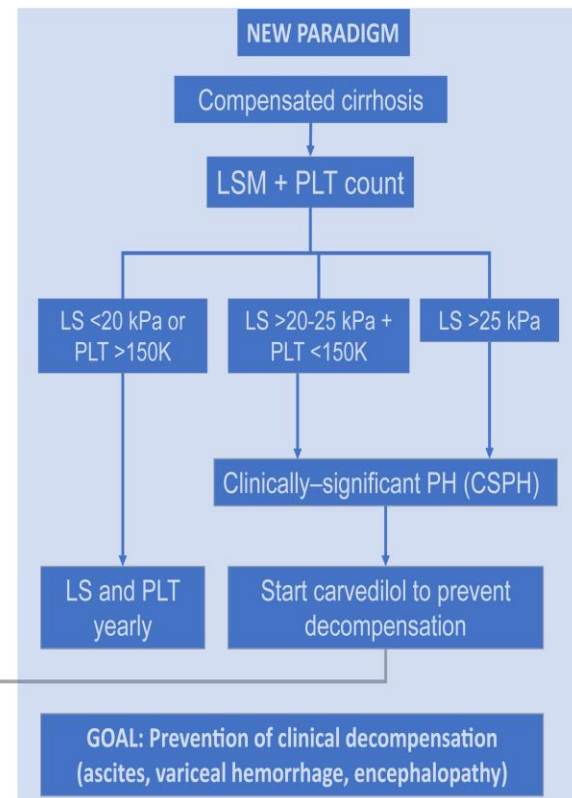 NEW PARADIGM
Compensated cirrhosis
LSM + PLT count
LS <20 kPa or
PLT >150K
LS >20-25 kPa +
PLT <150K
LS >25 kPa
Clinically–significant PH (CSPH)
LS and PLT
yearly
Start carvedilol to prevent
decompensation
GOAL: Prevention of clinical decompensation
(ascites, variceal hemorrhage, encephalopathy)